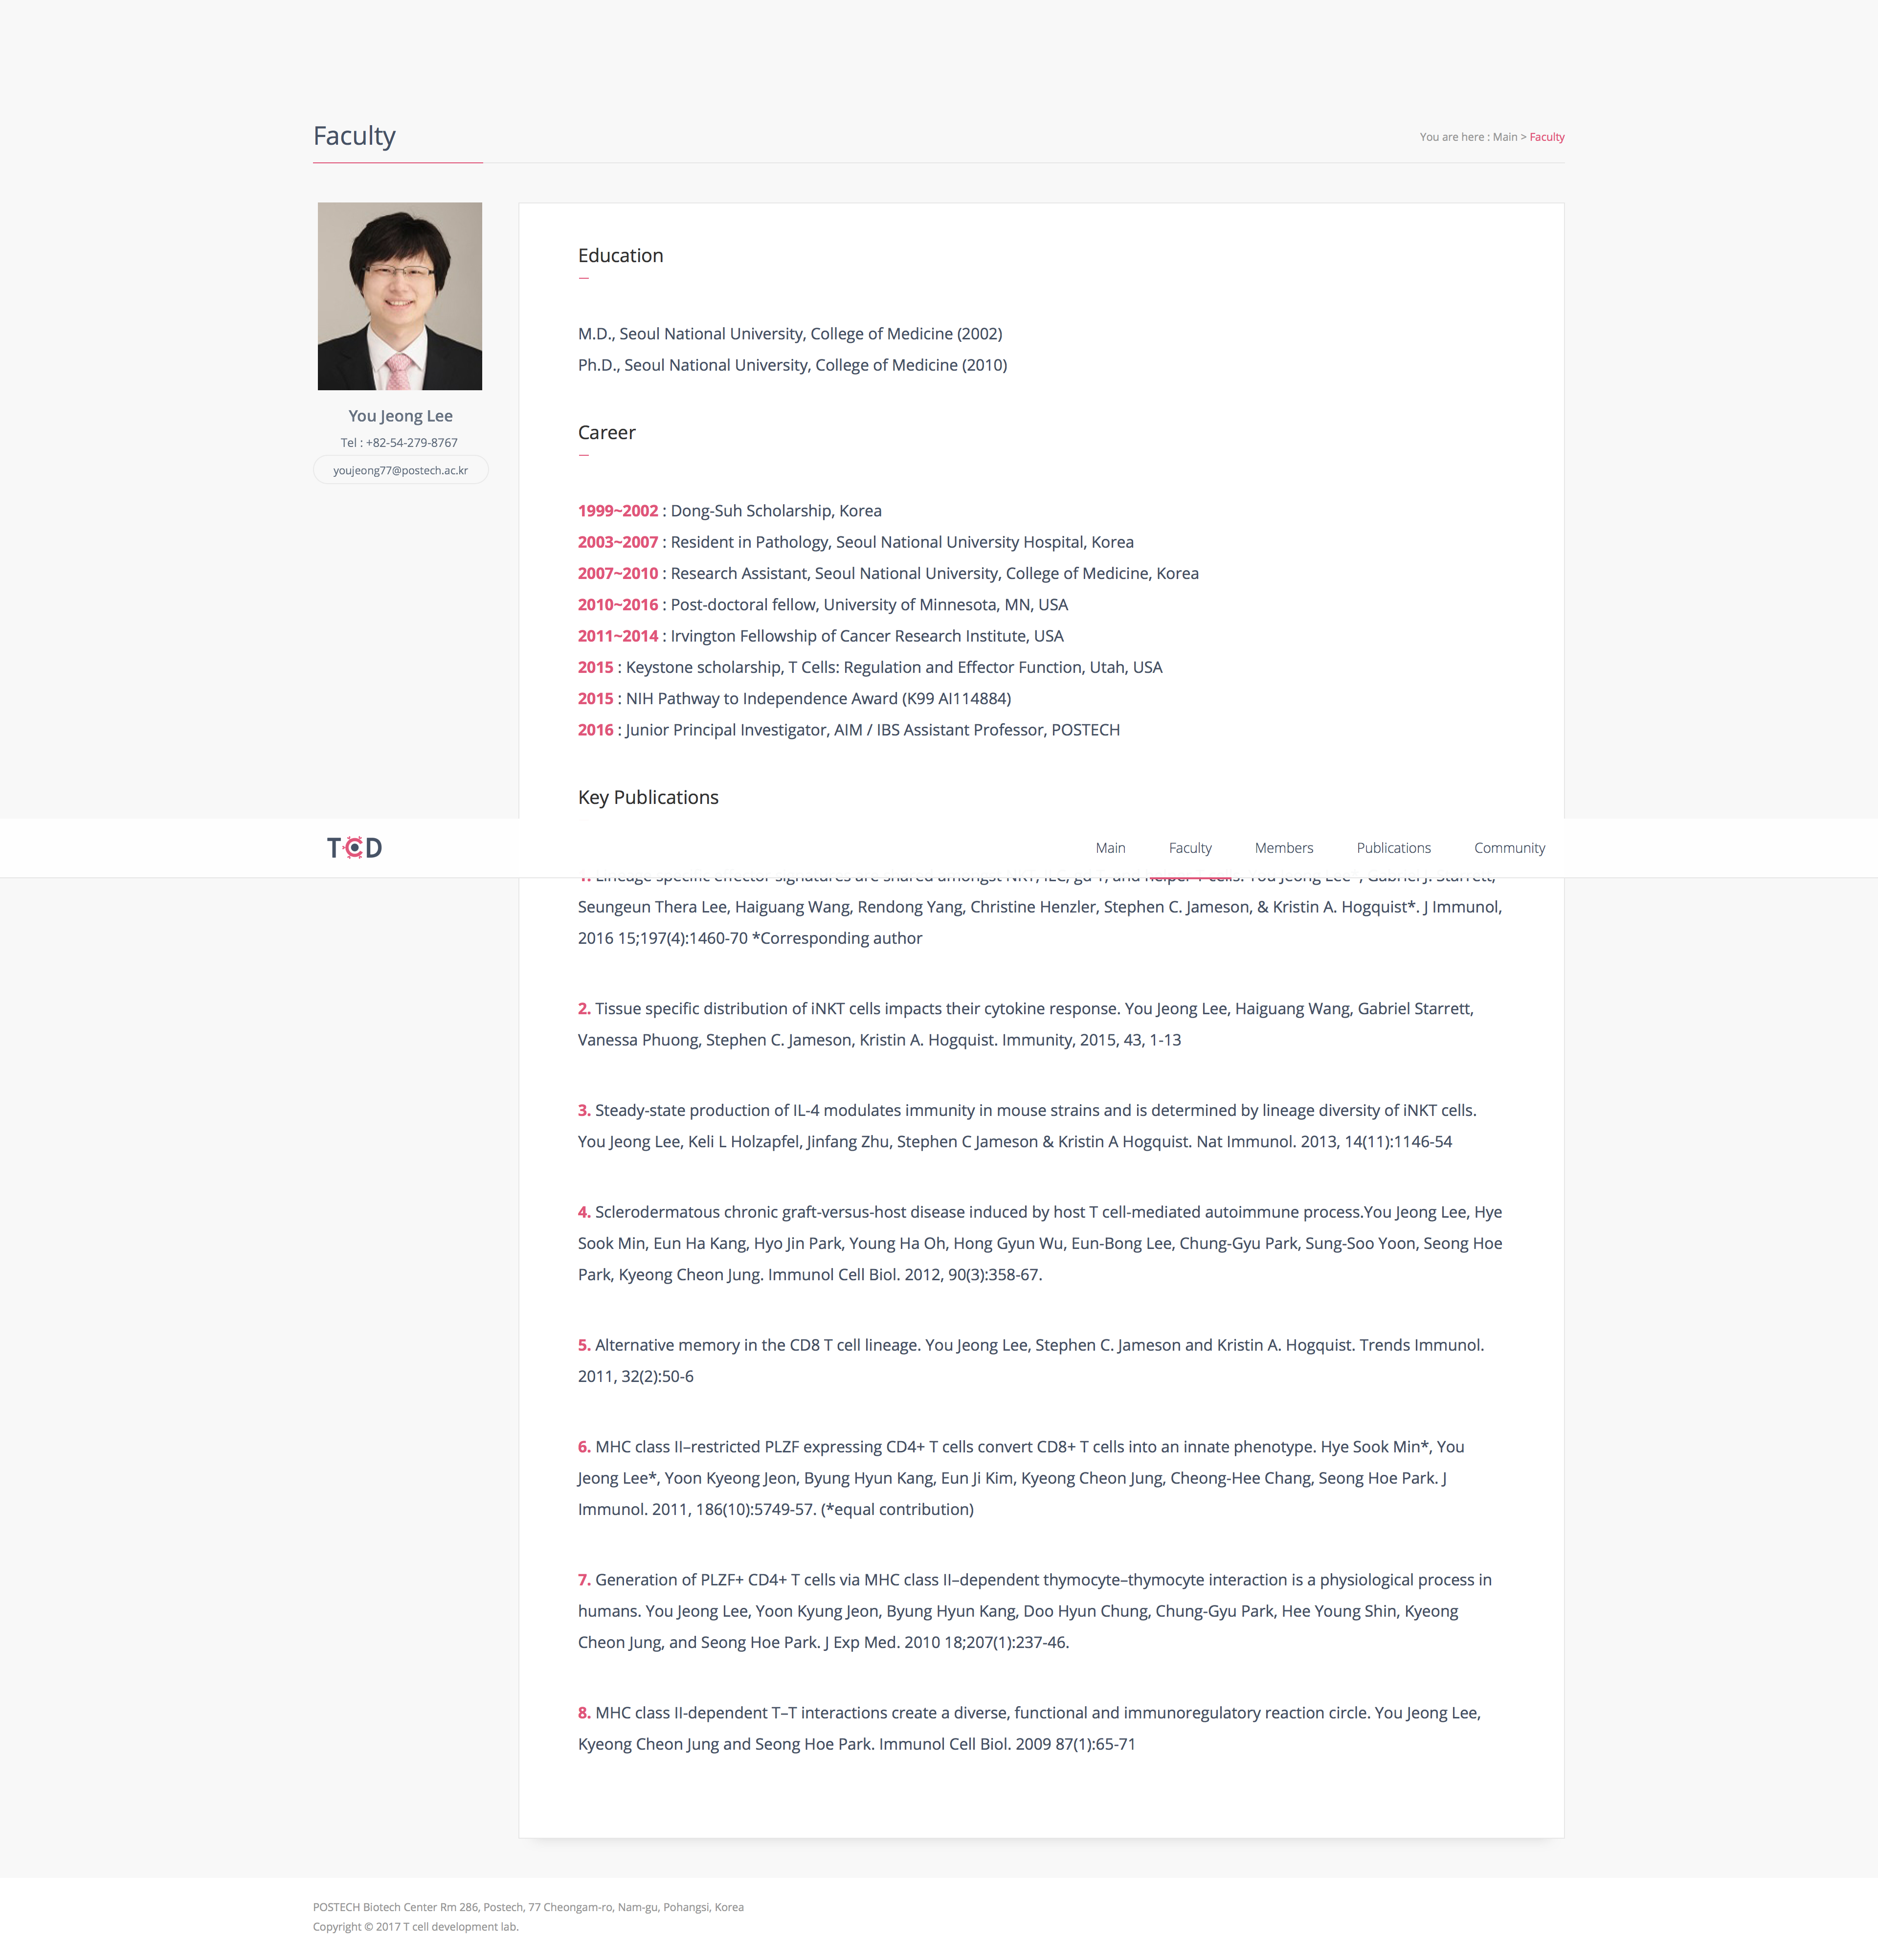 Faculty
You are here : Main > Faculty
You Jeong Lee
Tel : +82-54-279-8767
youjeong77@postech.ac.kr
Education
M.D., Seoul National University, College of Medicine (2002)
Ph.D., Seoul National University, College of Medicine (2010)
Career
1999~2002 : Dong-Suh Scholarship, Korea
2003~2007 : Resident in Pathology, Seoul National University Hospital, Korea
2007~2010 : Research Assistant, Seoul National University, College of Medicine, Korea
2010~2016 : Post-doctoral fellow, University of Minnesota, MN, USA
2011~2014 : Irvington Fellowship of Cancer Research Institute, USA
2015 : Keystone scholarship, T Cells: Regulation and Effector Function, Utah, USA
2015 : NIH Pathway to Independence Award (K99 AI114884)
2016 : Junior Principal Investigator, AIM / IBS Assistant Professor, POSTECH
Key Publications
TCD
Main Faculty Members Publications Community
1. Lineage specific effector signatures are shared amongst NKT, ILC, gd T, and helper T cells. You Jeong Lee*, Gabriel J. Starrett,
Seungeun Thera Lee, Haiguang Wang, Rendong Yang, Christine Henzler, Stephen C. Jameson, & Kristin A. Hogquist*. J Immunol,
2016 15;197(4):1460-70 *Corresponding author
2. Tissue specific distribution of iNKT cells impacts their cytokine response. You Jeong Lee, Haiguang Wang, Gabriel Starrett,
Vanessa Phuong, Stephen C. Jameson, Kristin A. Hogquist. Immunity, 2015, 43, 1-13
3. Steady-state production of IL-4 modulates immunity in mouse strains and is determined by lineage diversity of iNKT cells.
You Jeong Lee, Keli L Holzapfel, Jinfang Zhu, Stephen C Jameson & Kristin A Hogquist. Nat Immunol. 2013, 14(11):1146-54
4. Sclerodermatous chronic graft-versus-host disease induced by host T cell-mediated autoimmune process.You Jeong Lee, Hye
Sook Min, Eun Ha Kang, Hyo Jin Park, Young Ha Oh, Hong Gyun Wu, Eun-Bong Lee, Chung-Gyu Park, Sung-Soo Yoon, Seong Hoe
Park, Kyeong Cheon Jung. Immunol Cell Biol. 2012, 90(3):358-67.
5. Alternative memory in the CD8 T cell lineage. You Jeong Lee, Stephen C. Jameson and Kristin A. Hogquist. Trends Immunol.
2011, 32(2):50-6
6. MHC class II–restricted PLZF expressing CD4+ T cells convert CD8+ T cells into an innate phenotype. Hye Sook Min*, You
Jeong Lee*, Yoon Kyeong Jeon, Byung Hyun Kang, Eun Ji Kim, Kyeong Cheon Jung, Cheong-Hee Chang, Seong Hoe Park. J
Immunol. 2011, 186(10):5749-57. (*equal contribution)
7. Generation of PLZF+ CD4+ T cells via MHC class II–dependent thymocyte–thymocyte interaction is a physiological process in
humans. You Jeong Lee, Yoon Kyung Jeon, Byung Hyun Kang, Doo Hyun Chung, Chung-Gyu Park, Hee Young Shin, Kyeong
Cheon Jung, and Seong Hoe Park. J Exp Med. 2010 18;207(1):237-46.
8. MHC class II-dependent T–T interactions create a diverse, functional and immunoregulatory reaction circle. You Jeong Lee,
Kyeong Cheon Jung and Seong Hoe Park. Immunol Cell Biol. 2009 87(1):65-71
POSTECH Biotech Center Rm 286, Postech, 77 Cheongam-ro, Nam-gu, Pohangsi, Korea
Copyright © 2017 T cell development lab.